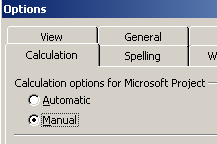 Options
View General
Calculation Spelling W
Calculation options for Microsoft Project
Automatic
Manual